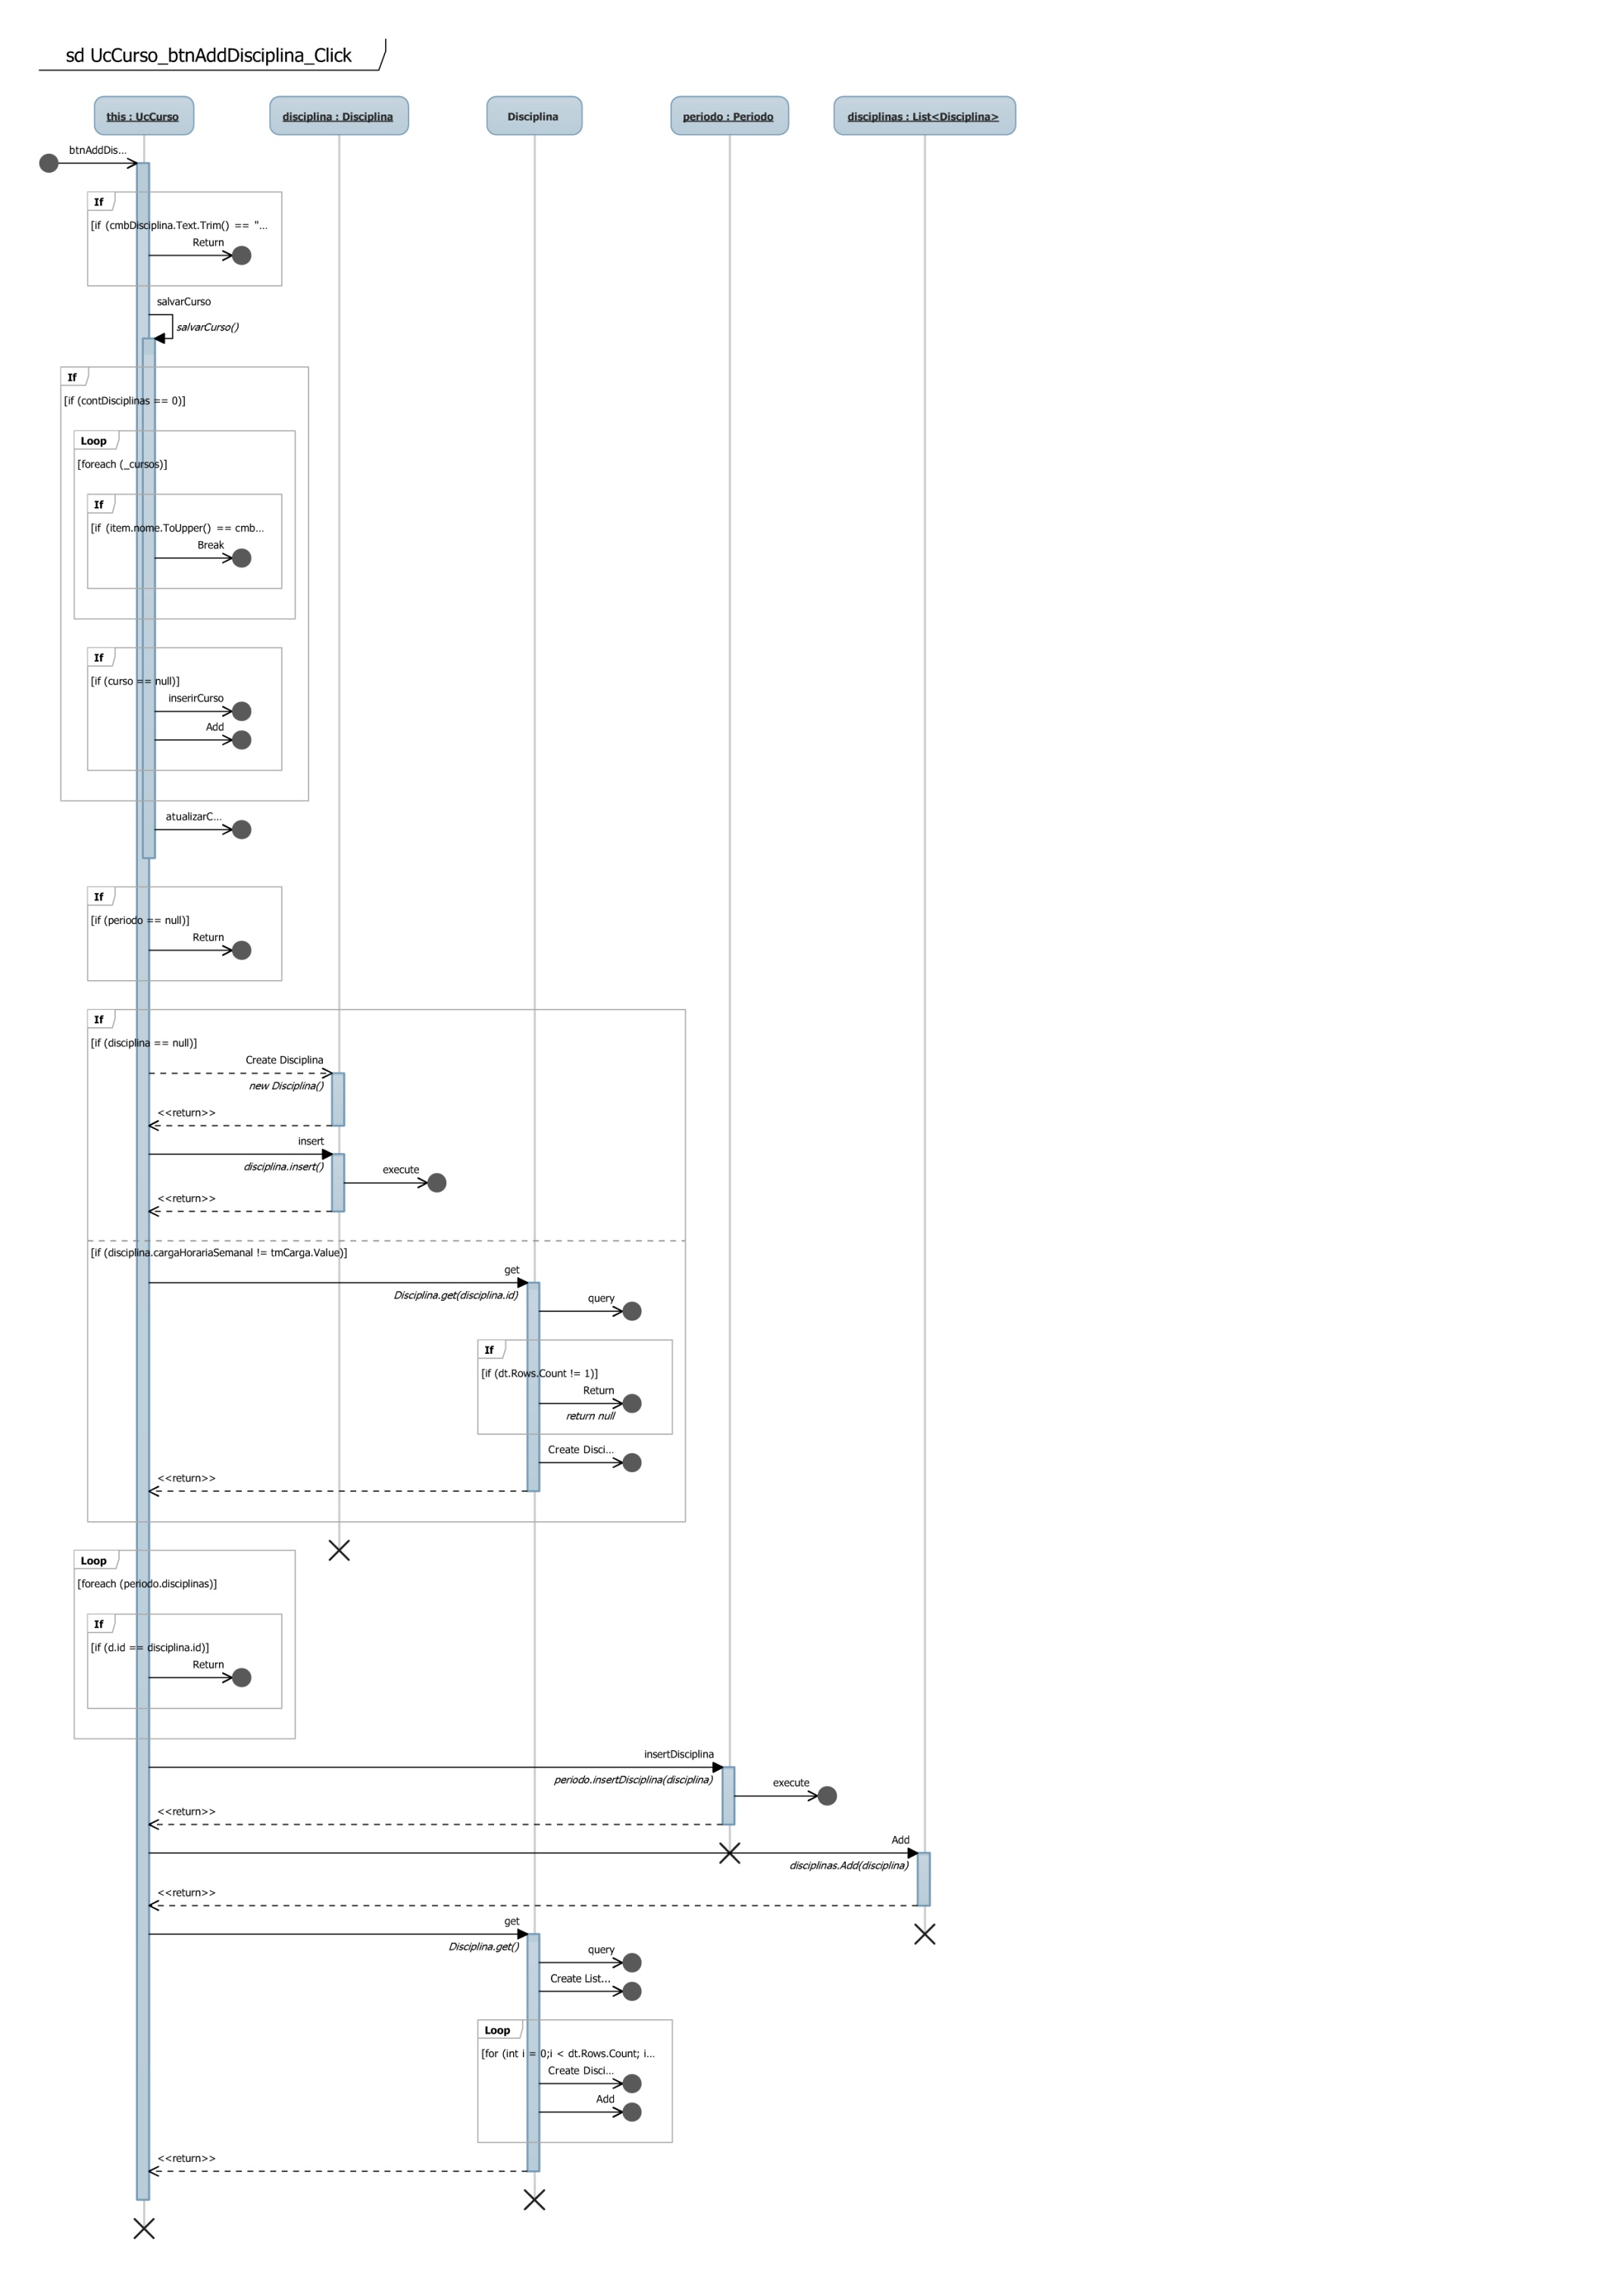 sd UcCurso_btnAddDisciplina_Click
this : UcCurso
disciplina : Disciplina
Disciplina
periodo : Periodo
disciplinas : List<Disciplina>
btnAddDis...
If
[if (cmbDisciplina.Text.Trim() == "...
Return
salvarCurso
salvarCurso()
If
[if (contDisciplinas == 0)]
Loop
[foreach (_cursos)]
If
[if (item.nome.ToUpper() == cmb...
Break
If
[if (curso == null)]
inserirCurso
Add
atualizarC...
If
[if (periodo == null)]
Return
If
[if (disciplina == null)]
Create Disciplina
new Disciplina()
<<return>>
insert
disciplina.insert()
execute
<<return>>
[if (disciplina.cargaHorariaSemanal != tmCarga.Value)]
get
Disciplina.get(disciplina.id)
query
If
[if (dt.Rows.Count != 1)]
Return
return null
Create Disci...
<<return>>
Loop
[foreach (periodo.disciplinas)]
If
[if (d.id == disciplina.id)]
Return
insertDisciplina
periodo.insertDisciplina(disciplina)
execute
<<return>>
Add
disciplinas.Add(disciplina)
<<return>>
get
Disciplina.get()
query
Create List...
Loop
[for (int i = 0;i < dt.Rows.Count; i...
Create Disci...
Add
<<return>>